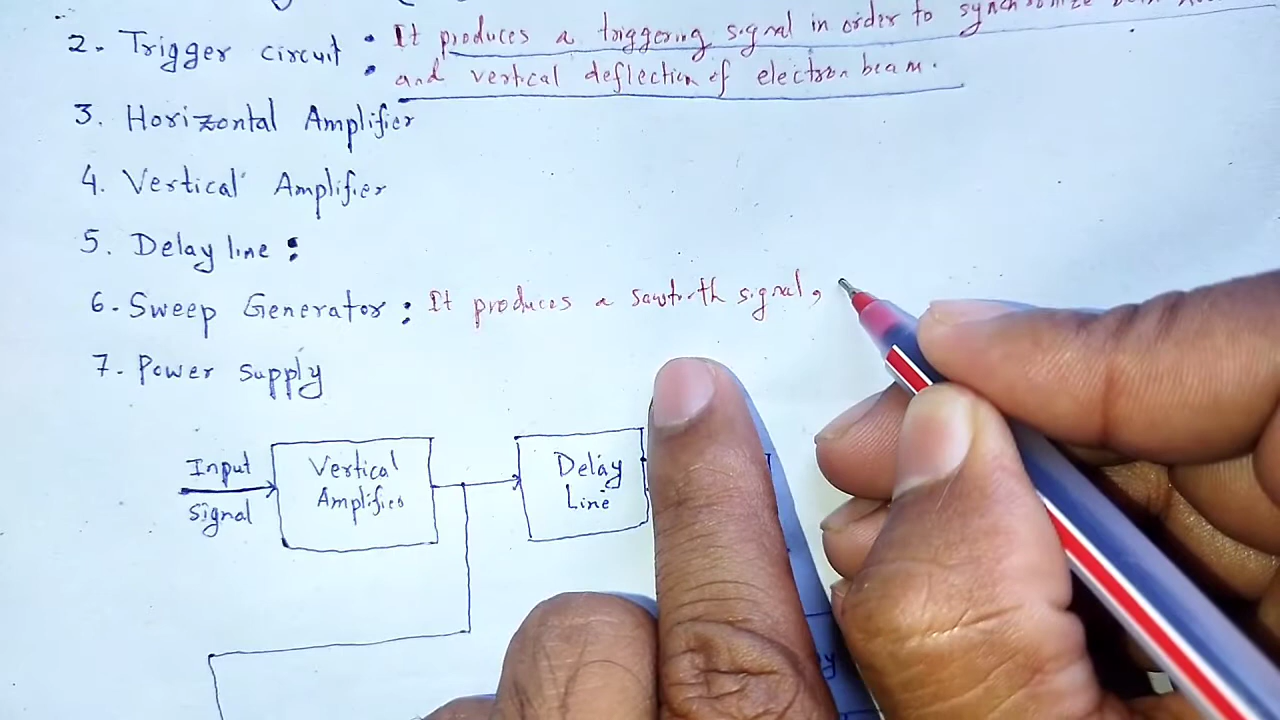 2. Trigger circuit : It produces a triggering signal in order to synchronize
and vertical deflection of electron beam.
3. Horizontal Amplifier
4. Vertical Amplifier
5. Delay line :
6. Sweep Generator : It produces a sawtooth signal,
7. Power supply
Input
Signal
Vertical
Amplifier
Delay
Line